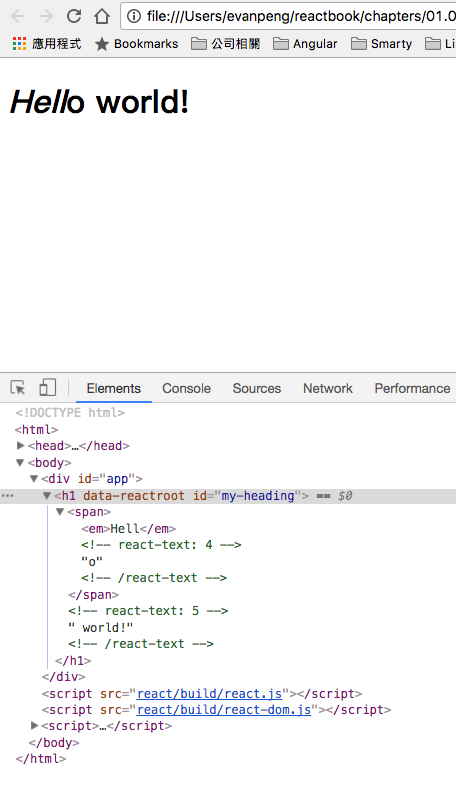 file:///Users/evanpeng/reactbook/chapters/01.0
應用程式 Bookmarks 公司相關 Angular Smarty Li
Hello world!
Elements Console Sources Network Performance
<!DOCTYPE html>
<html>
<head>…</head>
<body>
<div id="app">
<h1 data-reactroot id="my-heading"> == $0
<span>
<em>Hell</em>
<!-- react-text: 4 -->
"o"
<!-- /react-text -->
</span>
<!-- react-text: 5 -->
" world!"
<!-- /react-text -->
</h1>
</div>
<script src="react/build/react.js"></script>
<script src="react/build/react-dom.js"></script>
<script>…</script>
</body>
</html>